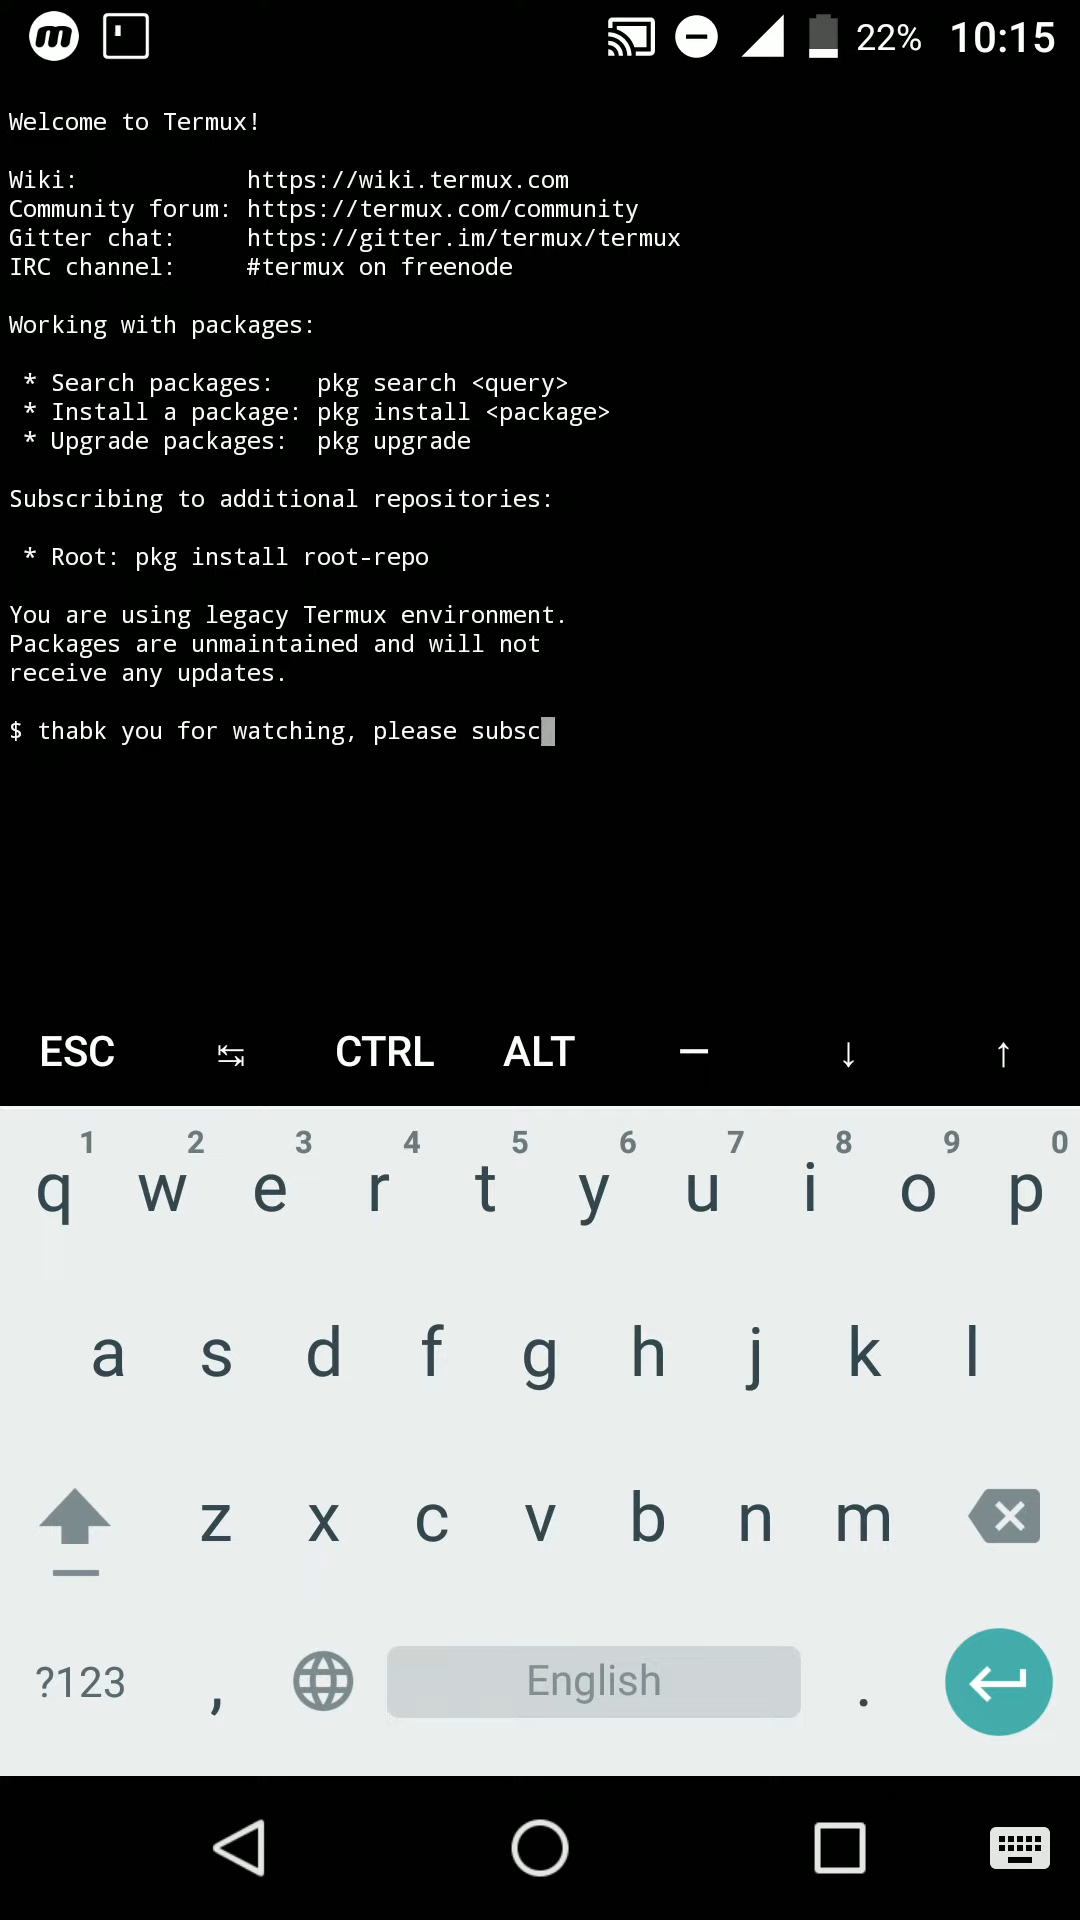 22% 10:15
Welcome to Termux!
Wiki: https://wiki.termux.com
Community forum: https://termux.com/community
Gitter chat: https://gitter.im/termux/termux
IRC channel: #termux on freenode
Working with packages:
* Search packages: pkg search <query>
* Install a package: pkg install <package>
* Upgrade packages: pkg upgrade
Subscribing to additional repositories:
* Root: pkg install root-repo
You are using legacy Termux environment.
Packages are unmaintained and will not
receive any updates.
$ thabk you for watching, please subsc
ESC ↹ CTRL ALT — ↓ ↑
1 2 3 4 5 6 7 8 9 0
q w e r t y u i o p
a s d f g h j k l
z x c v b n m
?123 , English .